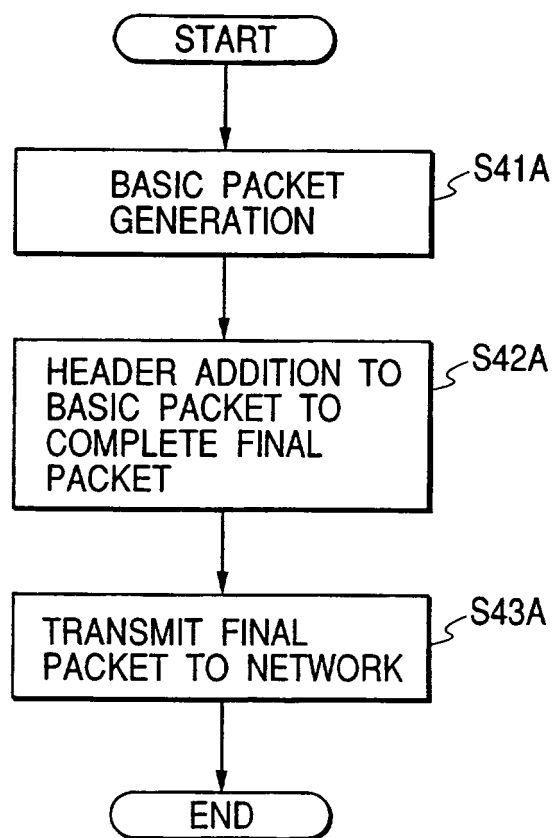 START
BASIC PACKET
GENERATION
S41A
HEADER ADDITION TO
BASIC PACKET TO
COMPLETE FINAL
PACKET
S42A
TRANSMIT FINAL
PACKET TO NETWORK
S43A
END